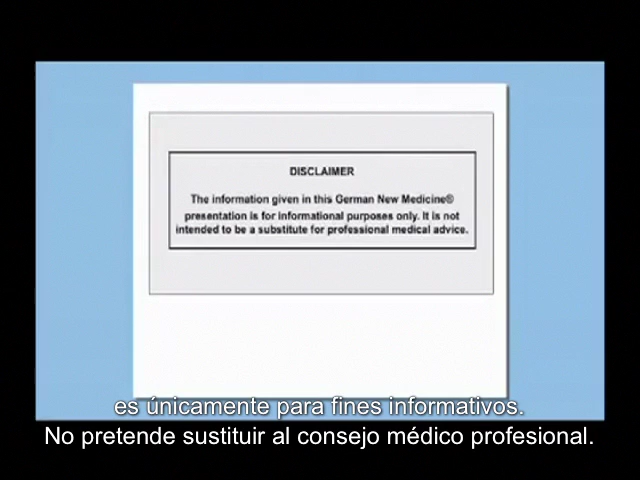 DISCLAIMER
The information given in this German New Medicine®
presentation is for informational purposes only. It is not
intended to be a substitute for professional medical advice.
es únicamente para fines informativos.
No pretende sustituir al consejo médico profesional.